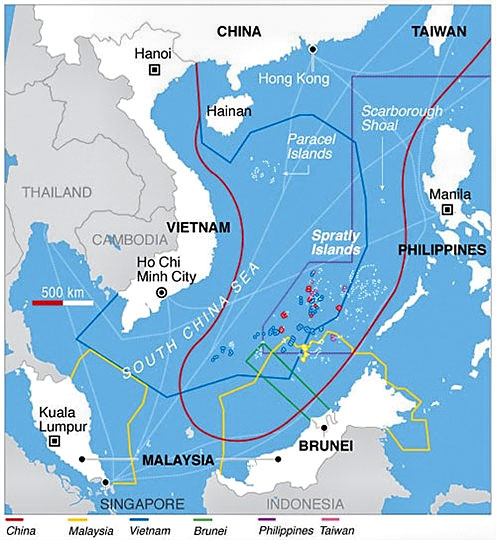 CHINA
TAIWAN
Hanoi
Hong Kong
Hainan
Scarborough
Shoal
Paracel
Islands
THAILAND
Manila
VIETNAM
CAMBODIA
Spratly
Islands
PHILIPPINES
Ho Chi
Minh City
500 km
SOUTH CHINA SEA
Kuala
Lumpur
BRUNEI
MALAYSIA
SINGAPORE
INDONESIA
China
Malaysia
Vietnam
Brunei
Philippines
Taiwan